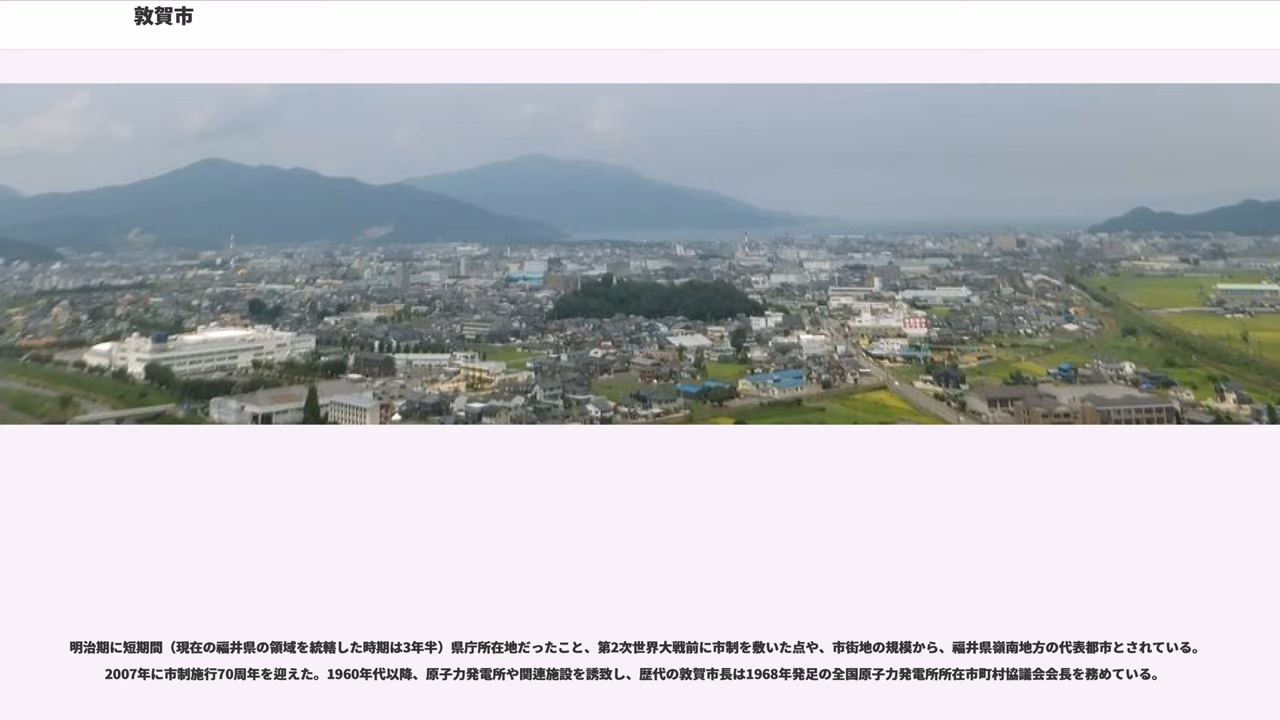 敦賀市
明治期に短期間（現在の福井県の領域を統轄した時期は3年半）県庁所在地だったこと、第2次世界大戦前に市制を敷いた点や、市街地の規模から、福井県嶺南地方の代表都市とされている。
2007年に市制施行70周年を迎えた。1960年代以降、原子力発電所や関連施設を誘致し、歴代の敦賀市長は1968年発足の全国原子力発電所所在市町村協議会会長を務めている。